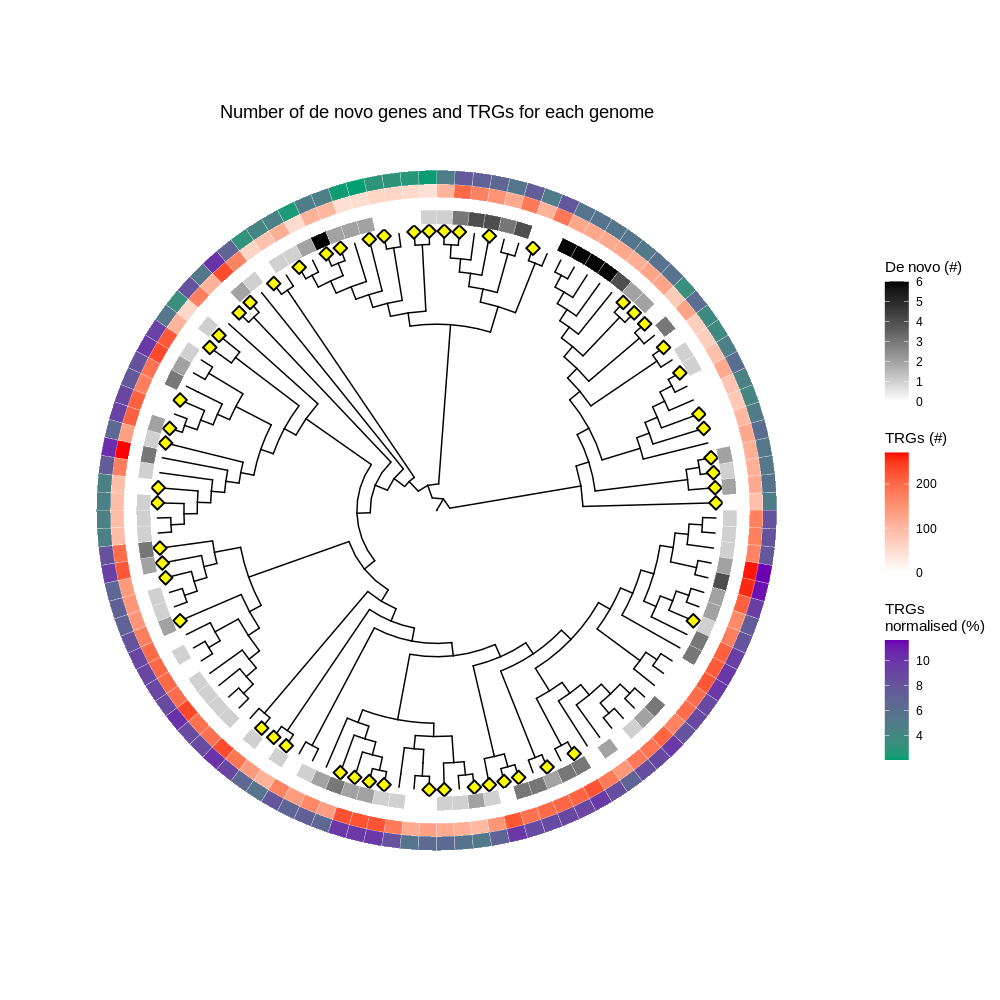 Number of de novo genes and TRGs for each genome
De novo (#)
6
5
4
3
2
1
0
TRGs (#)
200
100
0
TRGs
normalised (%)
10
8
6
4